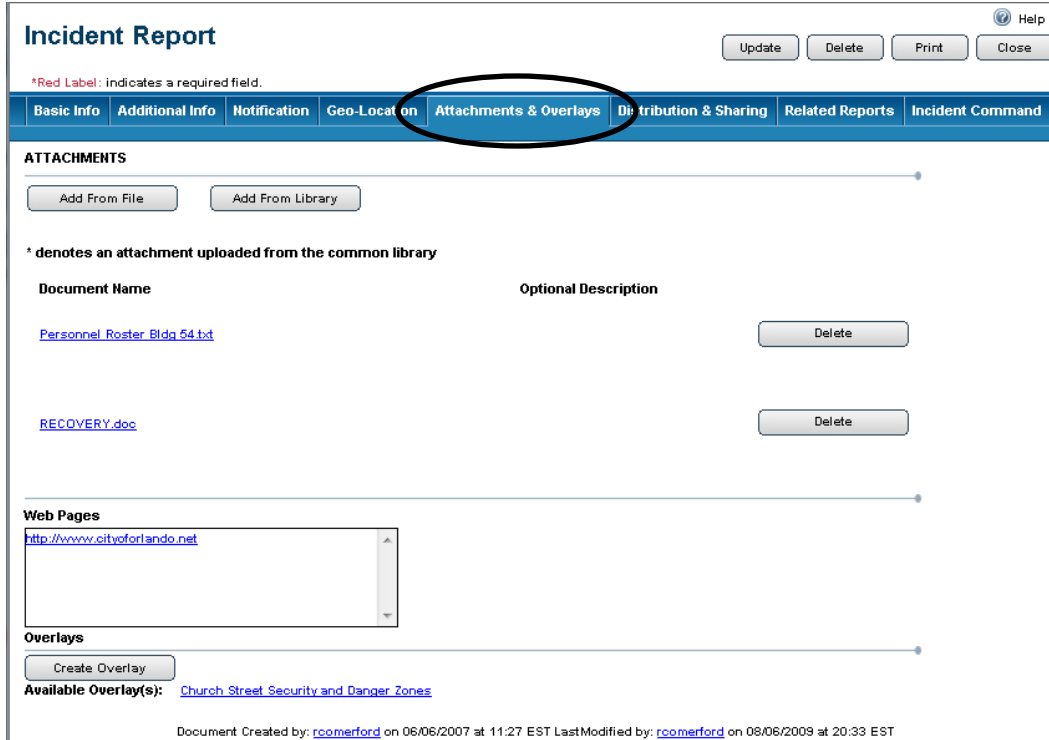 Help
Incident Report
Update Delete Print Close
*Red Label: indicates a required field.
Basic Info Additional Info Notification Geo-Location Attachments & Overlays Distribution & Sharing Related Reports Incident Command
ATTACHMENTS
Add From File Add From Library
* denotes an attachment uploaded from the common library
Document Name Optional Description
Personnel Roster Bldg 54.txt Delete
RECOVERY.doc Delete
Web Pages
http://www.cityoforlando.net
Overlays
Create Overlay
Available Overlay(s): Church Street Security and Danger Zones
Document Created by: rcomerford on 06/06/2007 at 11:27 EST LastModified by: rcomerford on 08/06/2009 at 20:33 EST